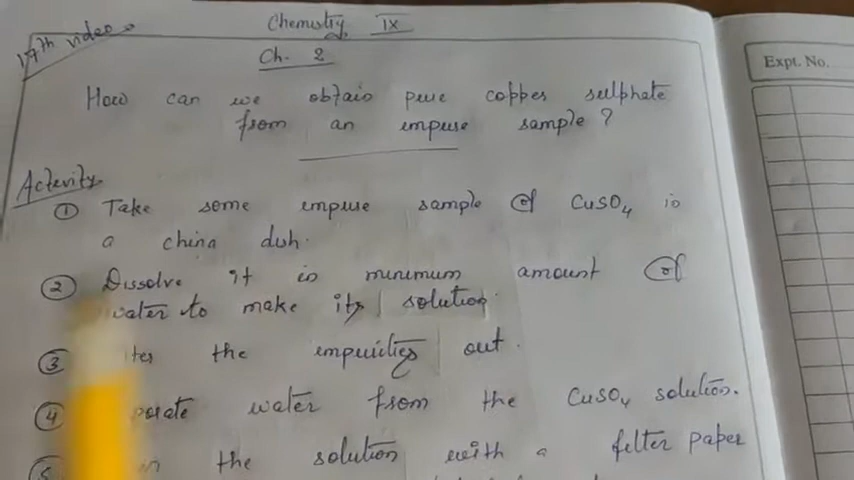 17th video
Chemistry IX
Ch. 2
How can we obtain pure copper sulphate
from an impure sample?
Activity
① Take some impure sample of CuSO4 in
a china dish.
② Dissolve it in minimum amount of
water to make its solution.
③ the impurities out.
④ water from the CuSO4 solution.
⑤ the solution with a filter paper
Expt. No.